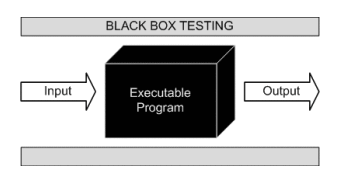 BLACK BOX TESTING
Input
Executable
Program
Output